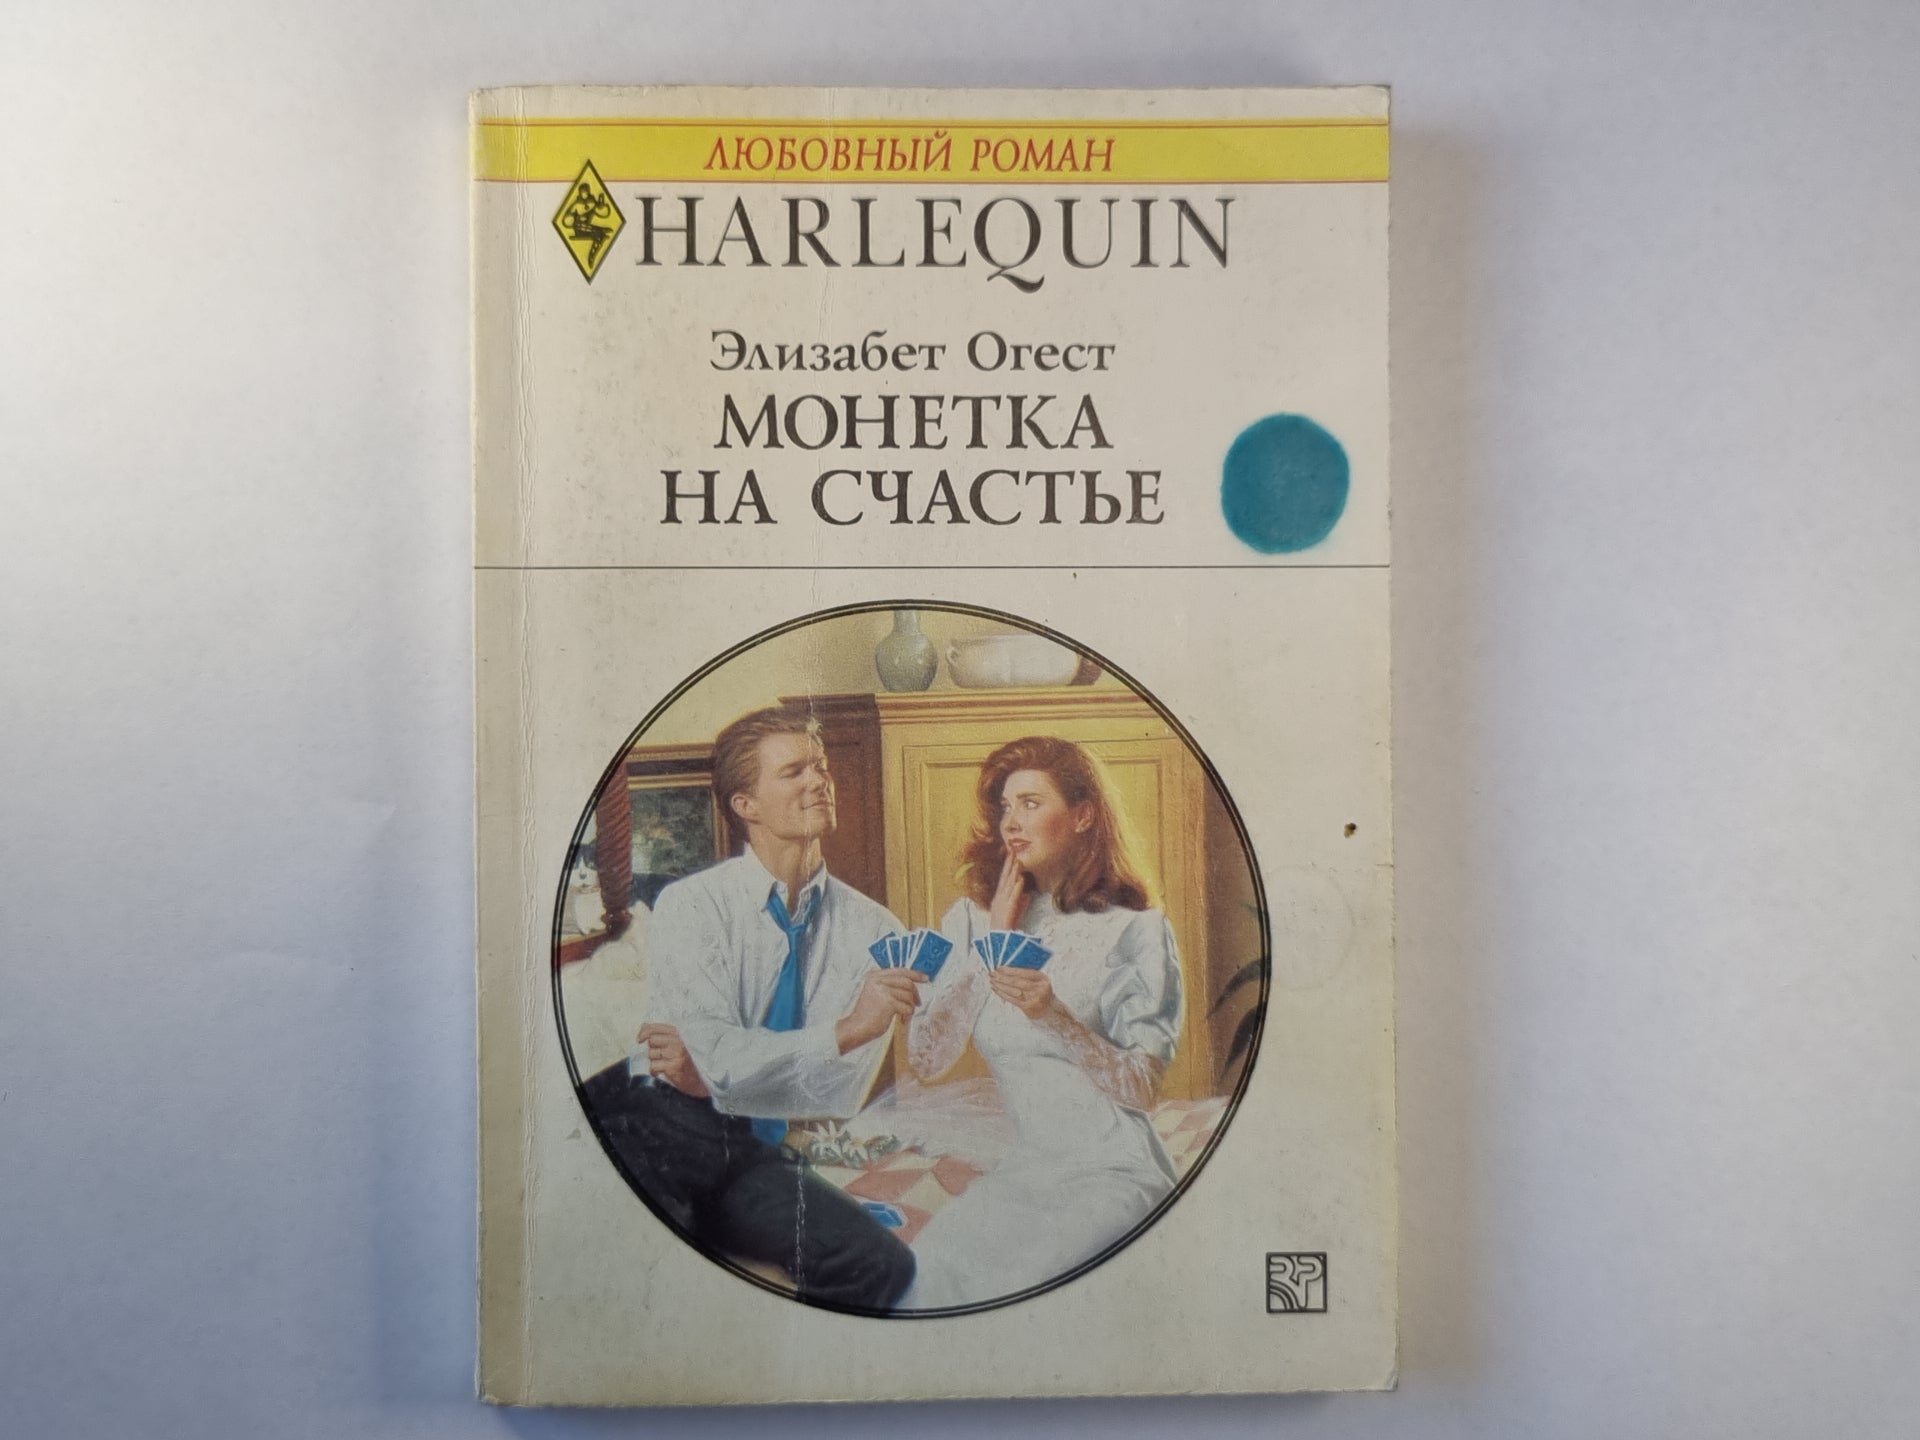 ЛЮБОВНЫЙ РОМАН
HARLEQUIN
Элизабет Огест
МОНЕТКА
НА СЧАСТЬЕ